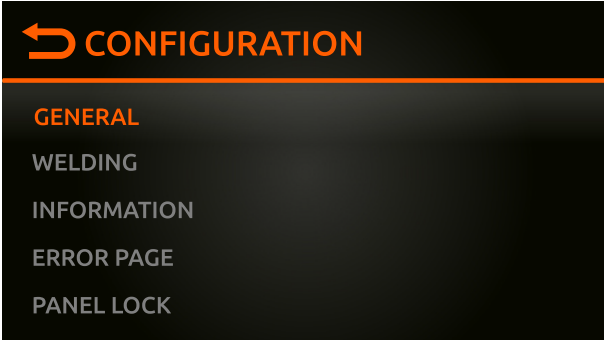 CONFIGURATION
GENERAL
WELDING
INFORMATION
ERROR PAGE
PANEL LOCK